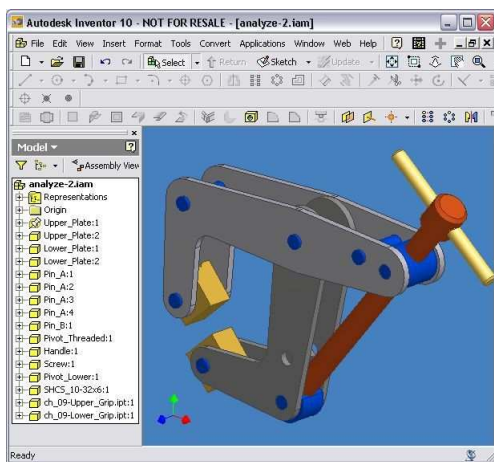 Autodesk Inventor 10 - NOT FOR RESALE - [analyze-2.iam]
File Edit View Insert Format Tools Convert Applications Window Web Help
Select Return Sketch Update
Model
Assembly View
analyze-2.iam
Representations
Origin
Upper_Plate:1
Upper_Plate:2
Lower_Plate:1
Lower_Plate:2
Pin_A:1
Pin_A:2
Pin_A:3
Pin_A:4
Pin_B:1
Pivot_Threaded:1
Handle:1
Screw:1
Pivot_Lower:1
SHCS_10-32x6:1
ch_09-Upper_Grip.ipt:1
ch_09-Lower_Grip.ipt:1
Ready